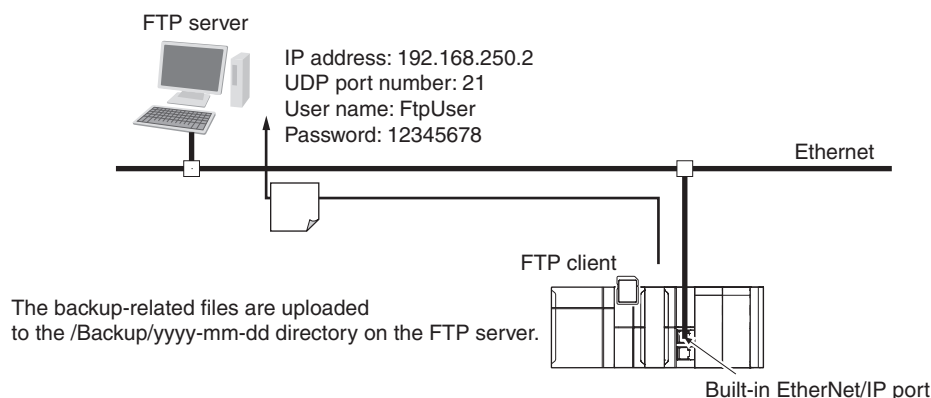 FTP server
IP address: 192.168.250.2
UDP port number: 21
User name: FtpUser
Password: 12345678
Ethernet
FTP client
The backup-related files are uploaded
to the /Backup/yyyy-mm-dd directory on the FTP server.
Built-in EtherNet/IP port